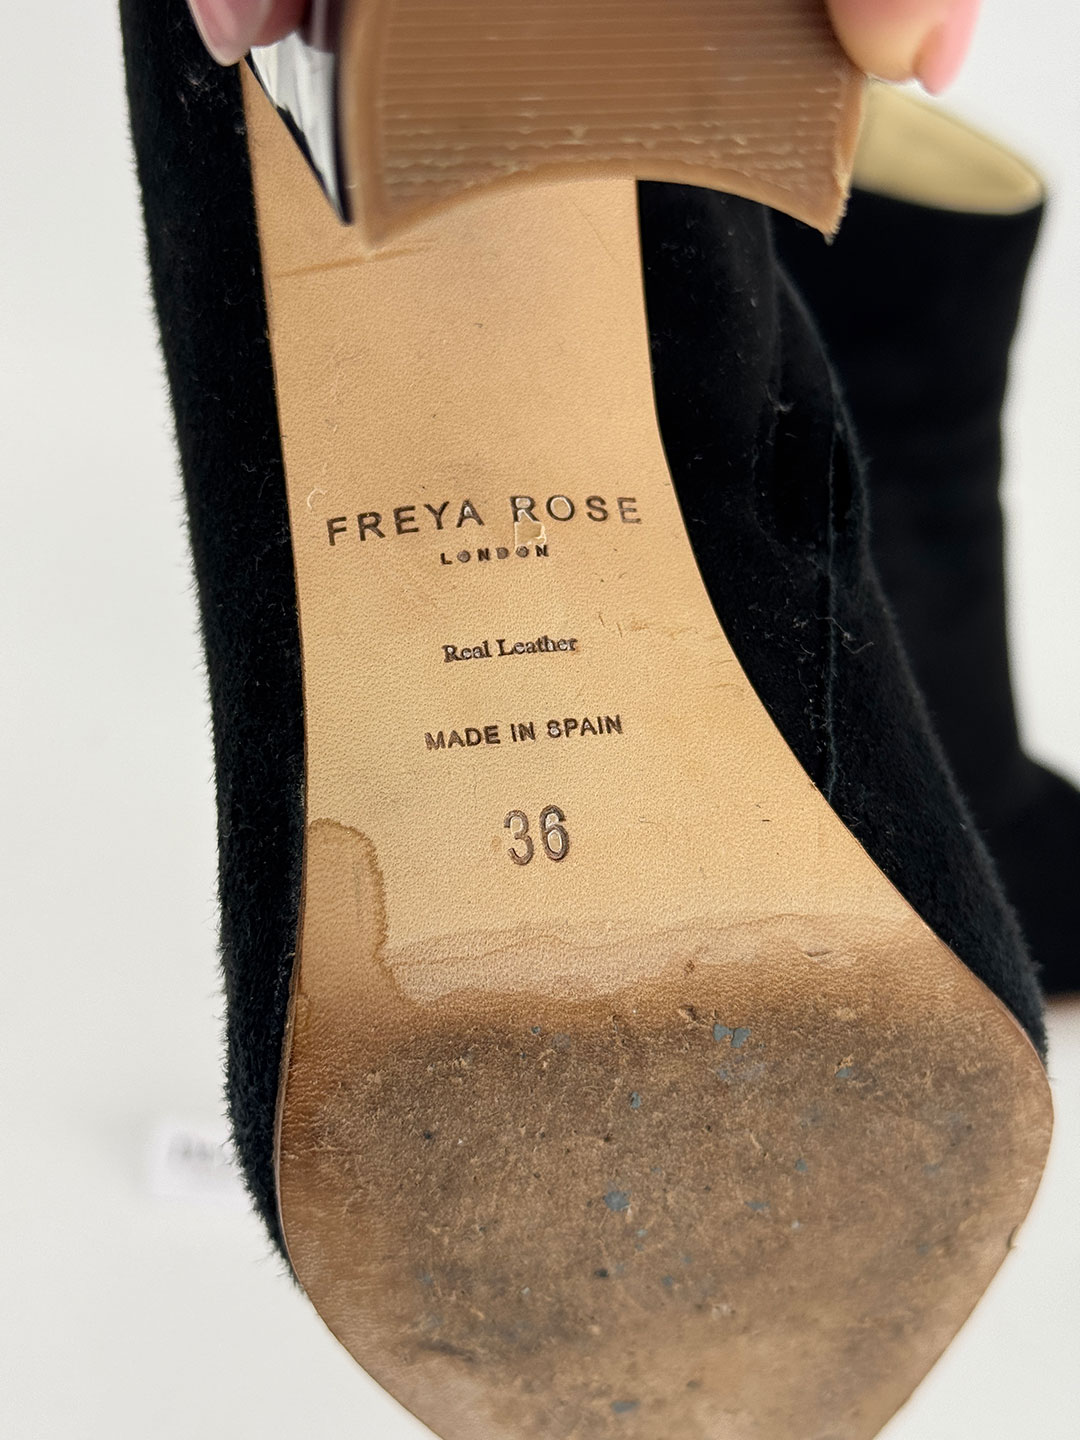 FREYA ROSE
LONDON
Real Leather
MADE IN SPAIN
36